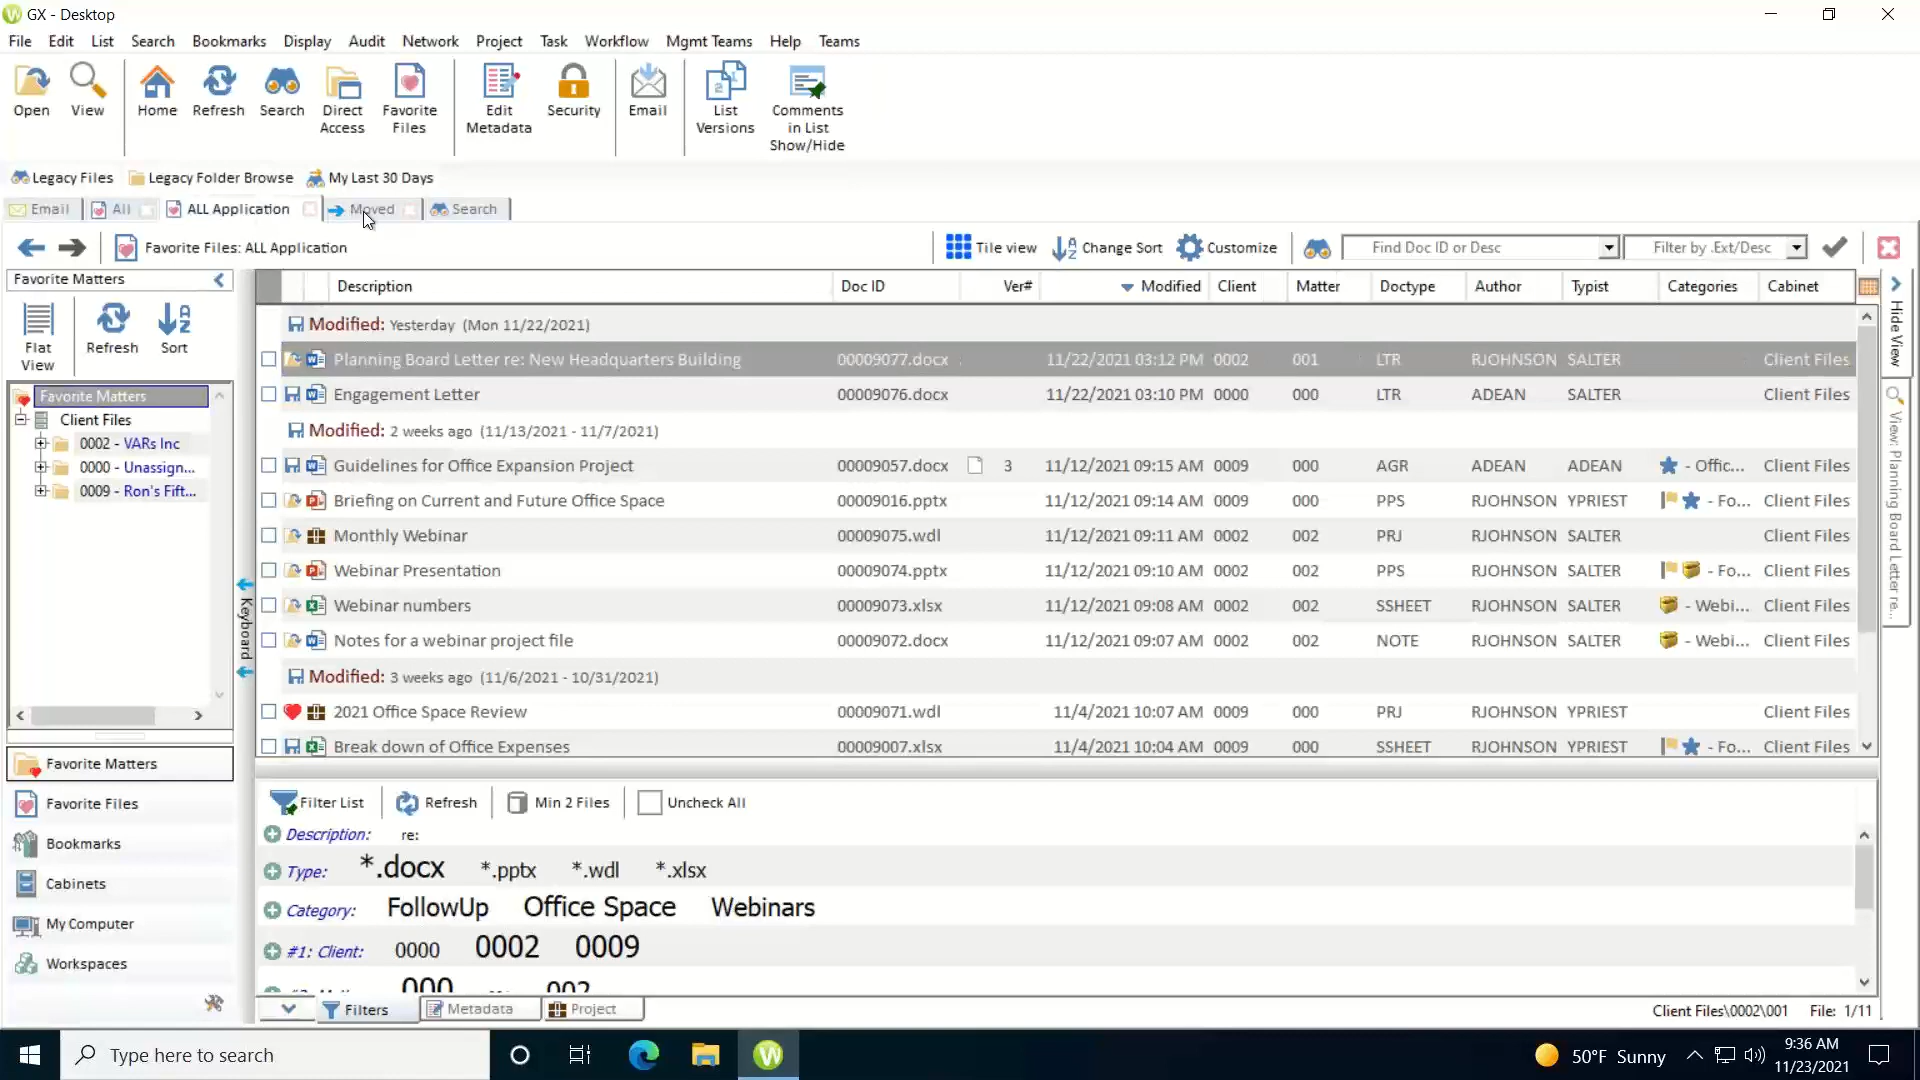 GX - Desktop
File Edit List Search Bookmarks Display Audit Network Project Task Workflow Mgmt Teams Help Teams
Open View Home Refresh Search Direct Access Favorite Files Edit Metadata Security Email List Versions Comments in List Show/Hide
Legacy Files Legacy Folder Browse My Last 30 Days
Email All ALL Application Moved Search
Favorite Files: ALL Application Tile view Change Sort Customize Find Doc ID or Desc Filter by .Ext/Desc
Favorite Matters
Flat View Refresh Sort
Favorite Matters
Client Files
0002 - VARs Inc
0000 - Unassign...
0009 - Ron's Fift...
Favorite Matters
Favorite Files
Bookmarks
Cabinets
My Computer
Workspaces
Keyboard
Description Doc ID Ver# Modified Client Matter Doctype Author Typist Categories Cabinet
Modified: Yesterday (Mon 11/22/2021)
Planning Board Letter re: New Headquarters Building 00009077.docx 11/22/2021 03:12 PM 0002 001 LTR RJOHNSON SALTER Client Files
Engagement Letter 00009076.docx 11/22/2021 03:10 PM 0000 000 LTR ADEAN SALTER Client Files
Modified: 2 weeks ago (11/13/2021 - 11/7/2021)
Guidelines for Office Expansion Project 00009057.docx 3 11/12/2021 09:15 AM 0009 000 AGR ADEAN ADEAN - Offic... Client Files
Briefing on Current and Future Office Space 00009016.pptx 11/12/2021 09:14 AM 0009 000 PPS RJOHNSON YPRIEST - Fo... Client Files
Monthly Webinar 00009075.wdl 11/12/2021 09:11 AM 0002 002 PRJ RJOHNSON SALTER Client Files
Webinar Presentation 00009074.pptx 11/12/2021 09:10 AM 0002 002 PPS RJOHNSON SALTER - Fo... Client Files
Webinar numbers 00009073.xlsx 11/12/2021 09:08 AM 0002 002 SSHEET RJOHNSON SALTER - Webi... Client Files
Notes for a webinar project file 00009072.docx 11/12/2021 09:07 AM 0002 002 NOTE RJOHNSON SALTER - Webi... Client Files
Modified: 3 weeks ago (11/6/2021 - 10/31/2021)
2021 Office Space Review 00009071.wdl 11/4/2021 10:07 AM 0009 000 PRJ RJOHNSON YPRIEST Client Files
Break down of Office Expenses 00009007.xlsx 11/4/2021 10:04 AM 0009 000 SSHEET RJOHNSON YPRIEST - Fo... Client Files
Hide View
View: Planning Board Letter re...
Filter List Refresh Min 2 Files Uncheck All
Description: re:
Type: *.docx *.pptx *.wdl *.xlsx
Category: FollowUp Office Space Webinars
#1: Client: 0000 0002 0009
000 002
Filters Metadata Project Client Files\0002\001 File: 1/11
Type here to search 50°F Sunny 9:36 AM
11/23/2021